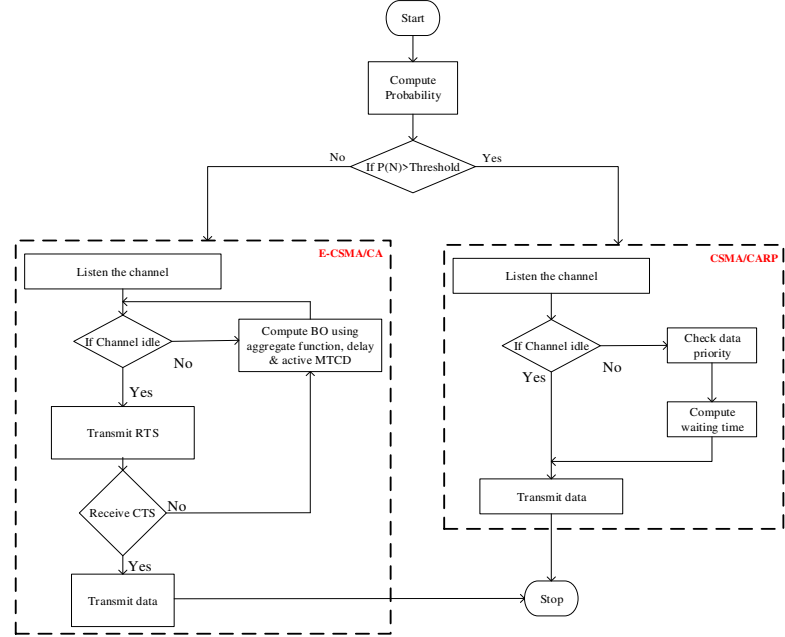 Start
Compute
Probability
If P(N)>Threshold
No
Yes
E-CSMA/CA
Listen the channel
If Channel idle
No
Compute BO using
aggregate function, delay
& active MTCD
Yes
Transmit RTS
Receive CTS
No
Yes
Transmit data
CSMA/CARP
Listen the channel
If Channel idle
No
Check data
priority
Yes
Compute
waiting time
Transmit data
Stop